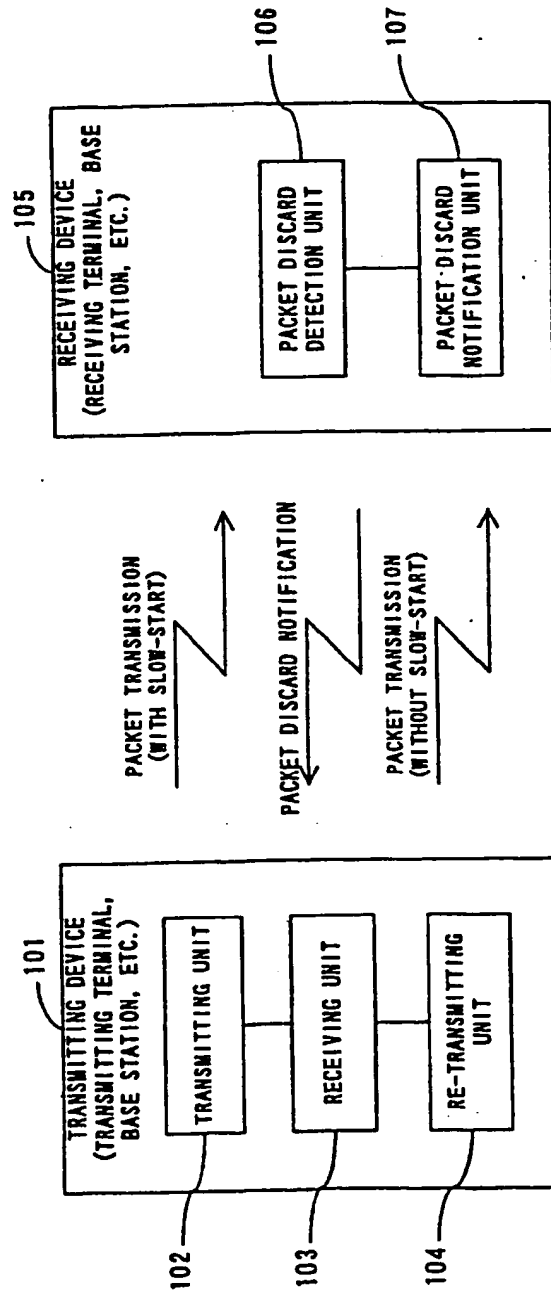 101
TRANSMITTING DEVICE
(TRANSMITTING TERMINAL,
BASE STATION, ETC.)
102
TRANSMITTING UNIT
103
RECEIVING UNIT
104
RE-TRANSMITTING
UNIT
PACKET TRANSMISSION
(WITH SLOW-START)
PACKET DISCARD NOTIFICATION
PACKET TRANSMISSION
(WITHOUT SLOW-START)
105
RECEIVING DEVICE
(RECEIVING TERMINAL, BASE
STATION, ETC.)
106
PACKET DISCARD
DETECTION UNIT
107
PACKET DISCARD
NOTIFICATION UNIT